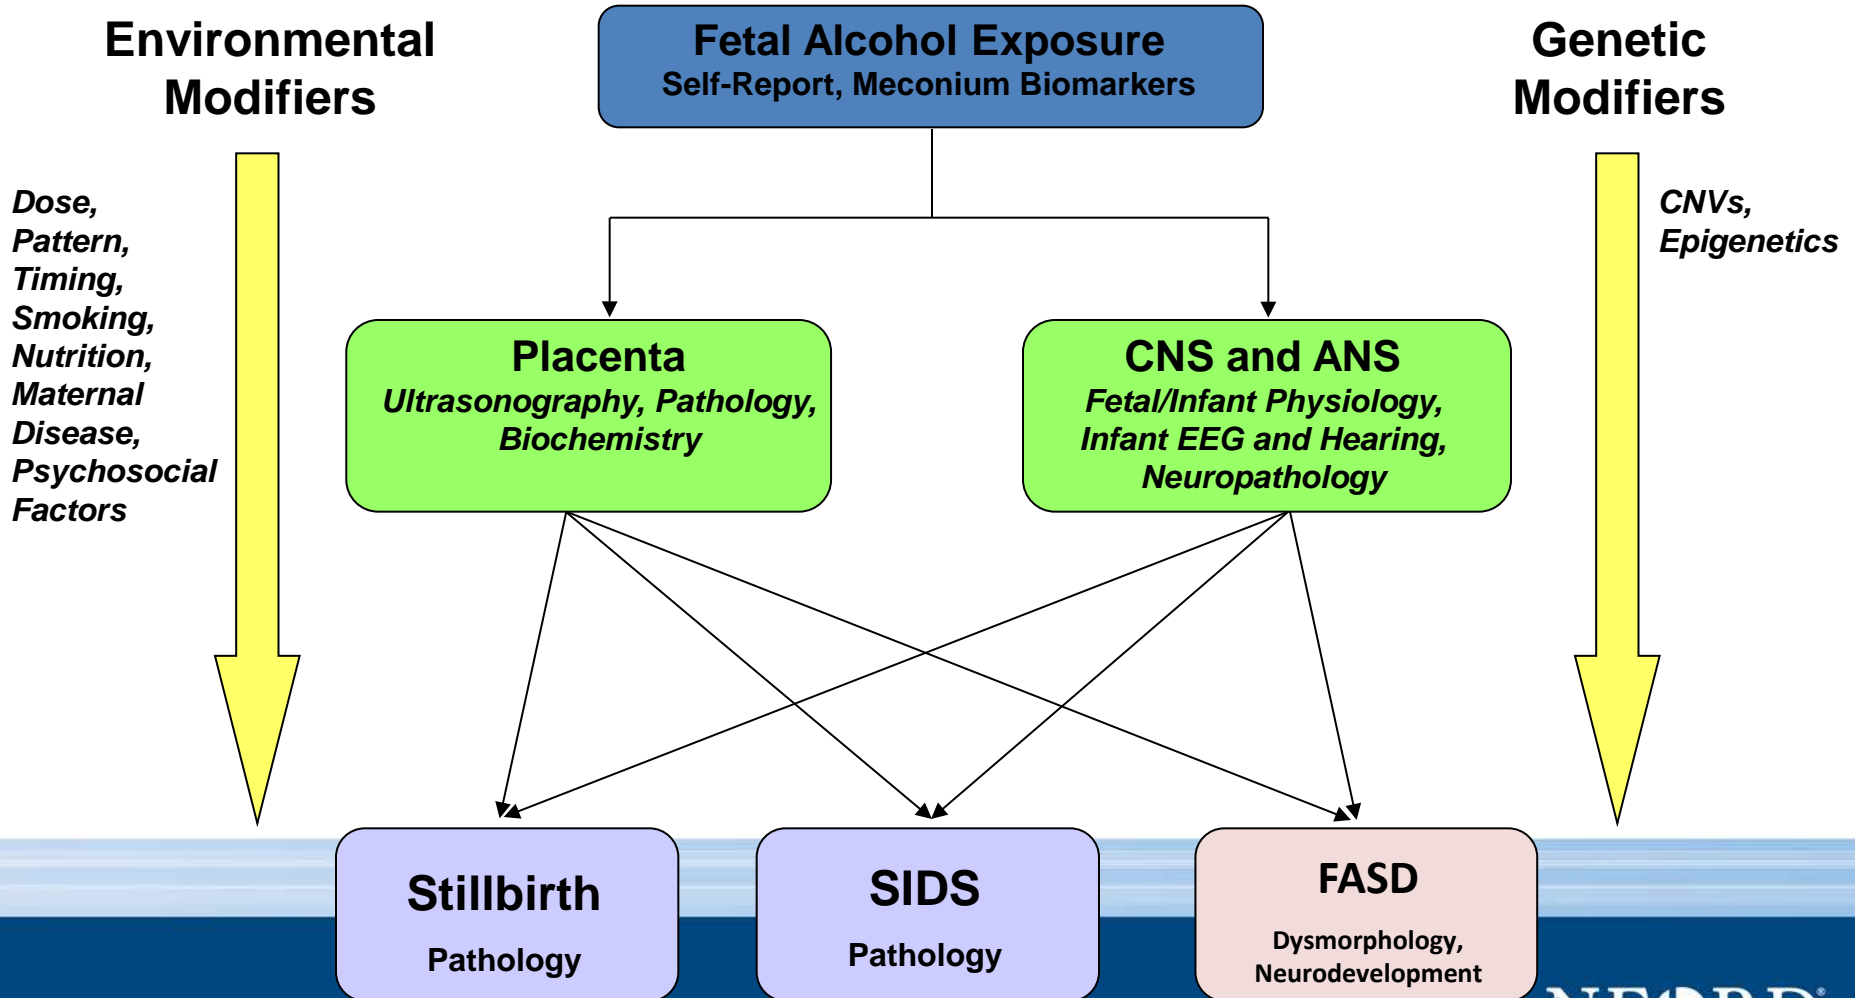 Environmental
Modifiers
Fetal Alcohol Exposure
Self-Report, Meconium Biomarkers
Genetic
Modifiers
Dose,
Pattern,
Timing,
Smoking,
Nutrition,
Maternal
Disease,
Psychosocial
Factors
CNVs,
Epigenetics
Placenta
Ultrasonography, Pathology,
Biochemistry
CNS and ANS
Fetal/Infant Physiology,
Infant EEG and Hearing,
Neuropathology
Stillbirth
Pathology
SIDS
Pathology
FASD
Dysmorphology,
Neurodevelopment